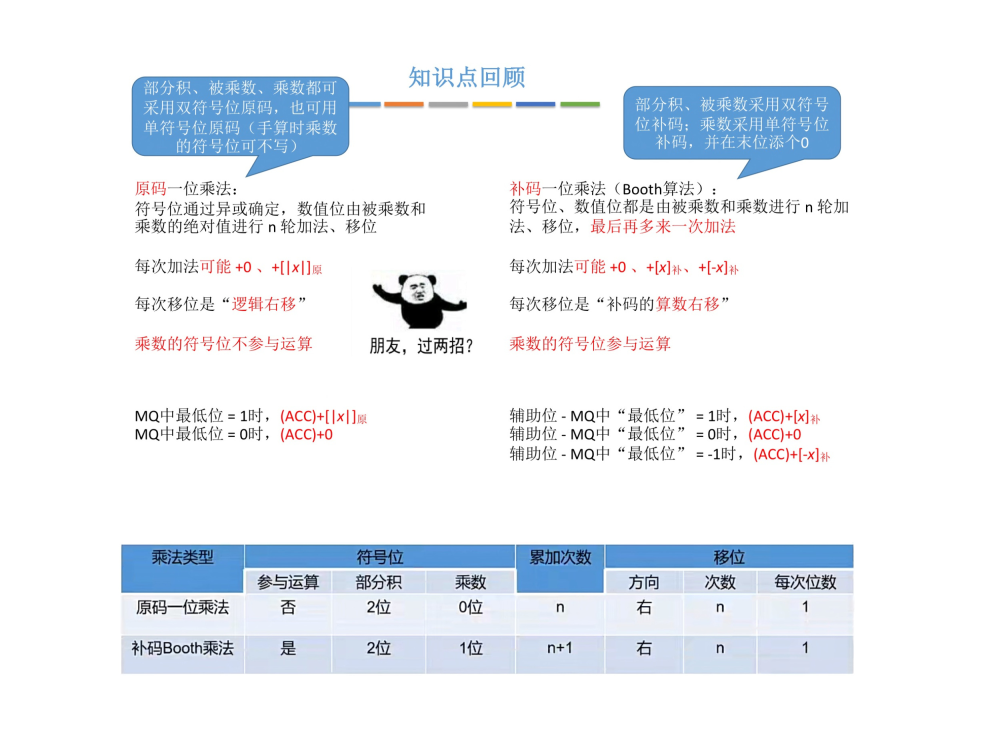 知识点回顾
部分积、被乘数、乘数都可
采用双符号位原码，也可用
单符号位原码（手算时乘数
的符号位可不写）
部分积、被乘数采用双符号
位补码；乘数采用单符号位
补码，并在末位添个0
原码一位乘法：
符号位通过异或确定，数值位由被乘数和
乘数的绝对值进行 n 轮加法、移位
每次加法可能 +0 、+[|x|]原
每次移位是“逻辑右移”
乘数的符号位不参与运算
MQ中最低位 = 1时，(ACC)+[|x|]原
MQ中最低位 = 0时，(ACC)+0
朋友，过两招？
补码一位乘法（Booth算法）：
符号位、数值位都是由被乘数和乘数进行 n 轮加
法、移位，最后再多来一次加法
每次加法可能 +0 、+[x]补、+[-x]补
每次移位是“补码的算数右移”
乘数的符号位参与运算
辅助位 - MQ中“最低位” = 1时，(ACC)+[x]补
辅助位 - MQ中“最低位” = 0时，(ACC)+0
辅助位 - MQ中“最低位” = -1时，(ACC)+[-x]补
乘法类型 符号位 累加次数 移位
参与运算 部分积 乘数 方向 次数 每次位数
原码一位乘法 否 2位 0位 n 右 n 1
补码Booth乘法 是 2位 1位 n+1 右 n 1